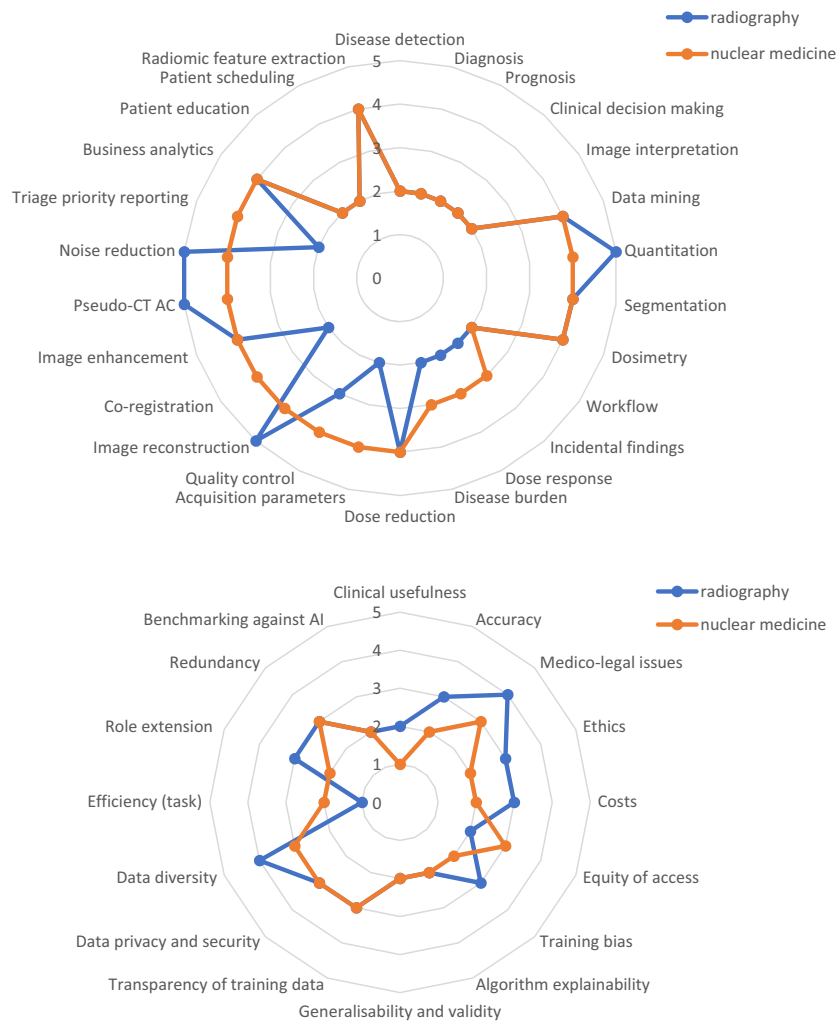 radiography
nuclear medicine
Disease detection
Radiomic feature extraction
Diagnosis
Patient scheduling
Prognosis
Patient education
Clinical decision making
Business analytics
Image interpretation
Triage priority reporting
Data mining
Noise reduction
Quantitation
Pseudo-CT AC
Segmentation
Image enhancement
Dosimetry
Co-registration
Workflow
Image reconstruction
Incidental findings
Quality control
Dose response
Acquisition parameters
Disease burden
Dose reduction
5
4
3
2
1
0
radiography
nuclear medicine
Clinical usefulness
Benchmarking against AI
Accuracy
Redundancy
Medico-legal issues
Role extension
Ethics
Efficiency (task)
Costs
Data diversity
Equity of access
Data privacy and security
Training bias
Transparency of training data
Algorithm explainability
Generalisability and validity
5
4
3
2
1
0